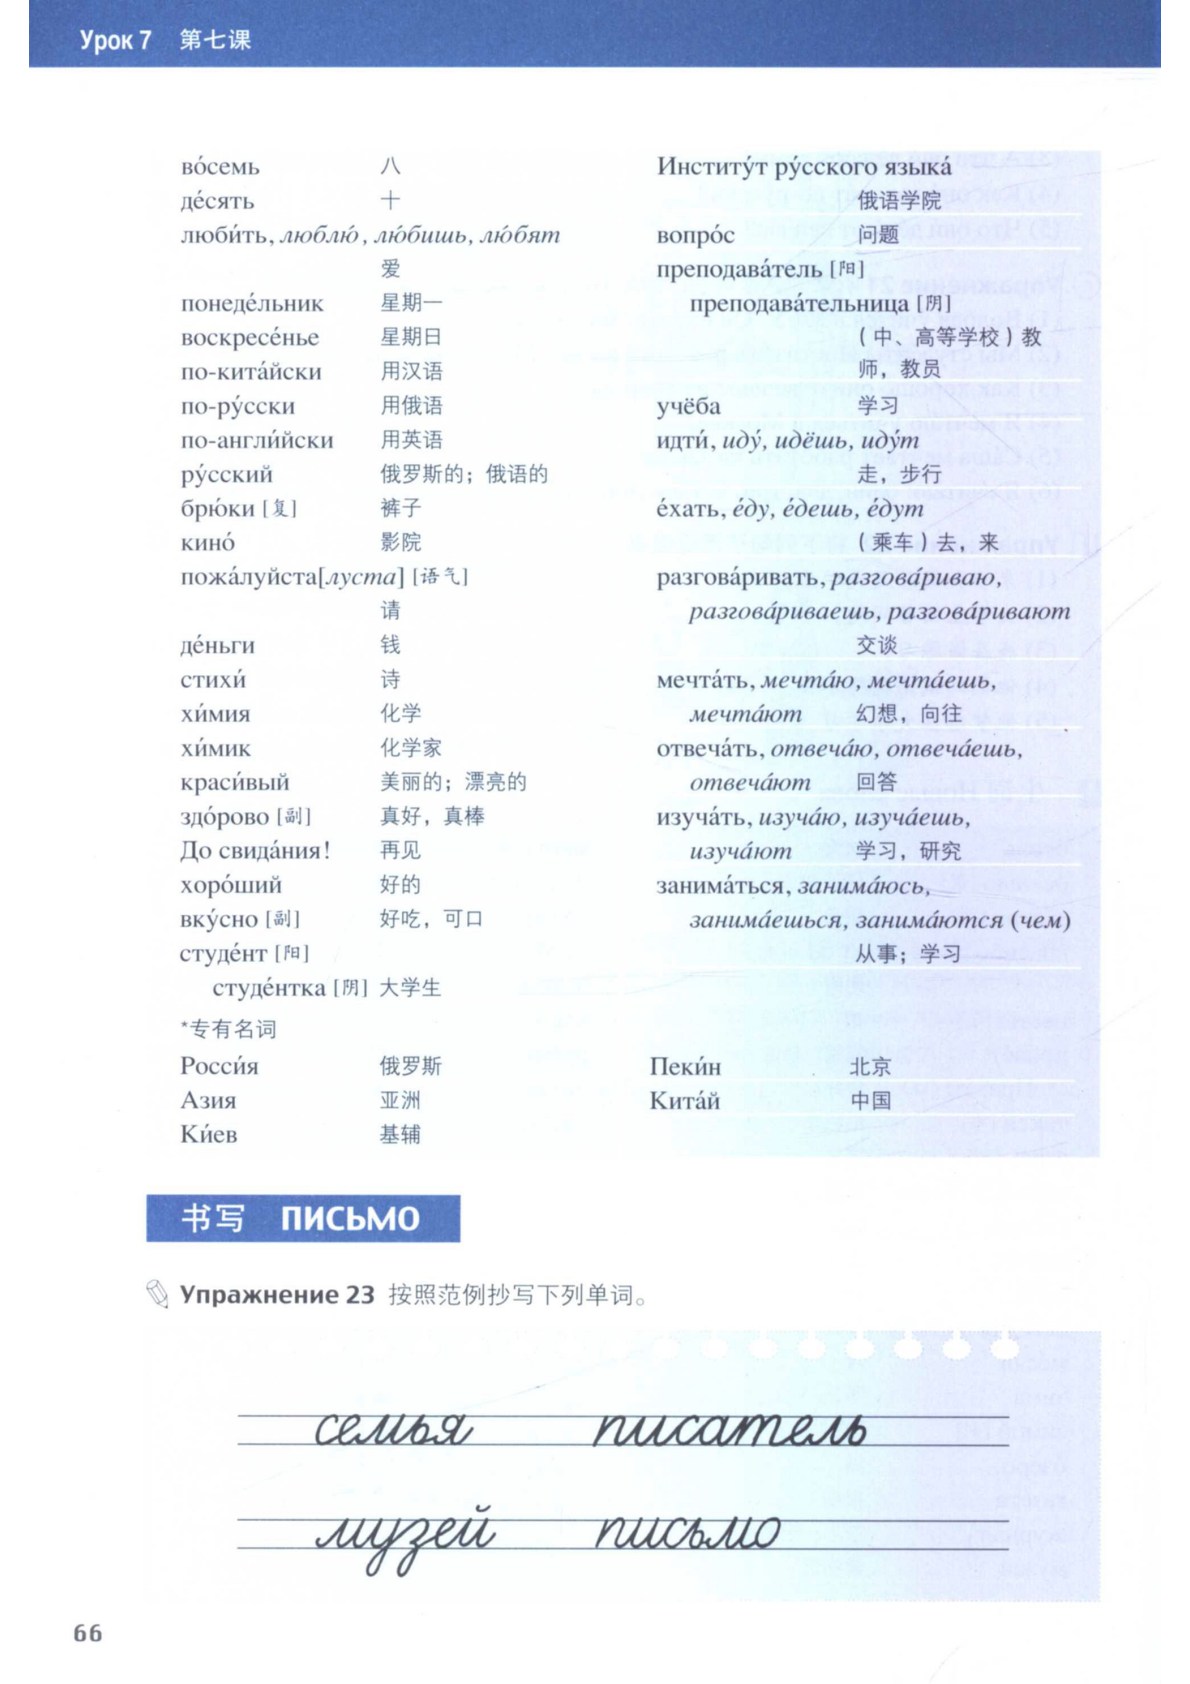 Урок 7 第七课
во́семь 八
де́сять 十
люби́ть, люблю́, лю́бишь, лю́бят
爱
понеде́льник 星期一
воскресе́нье 星期日
по-кита́йски 用汉语
по-ру́сски 用俄语
по-англи́йски 用英语
ру́сский 俄罗斯的；俄语的
брю́ки [复] 裤子
кино́ 影院
пожа́луйста[луста] [语气]
请
де́ньги 钱
стихи́ 诗
хи́мия 化学
хи́мик 化学家
краси́вый 美丽的；漂亮的
здо́рово [副] 真好，真棒
До свида́ния! 再见
хоро́ший 好的
вку́сно [副] 好吃，可口
студе́нт [阳]
студе́нтка [阴] 大学生
Институ́т ру́сского языка́
俄语学院
вопро́с 问题
преподава́тель [阳]
преподава́тельница [阴]
（中、高等学校）教
师，教员
учёба 学习
идти́, иду́, идёшь, иду́т
走，步行
е́хать, е́ду, е́дешь, е́дут
（乘车）去，来
разгова́ривать, разгова́риваю,
разгова́риваешь, разгова́ривают
交谈
мечта́ть, мечта́ю, мечта́ешь,
мечта́ют 幻想，向往
отвеча́ть, отвеча́ю, отвеча́ешь,
отвеча́ют 回答
изуча́ть, изуча́ю, изуча́ешь,
изуча́ют 学习，研究
занима́ться, занима́юсь,
занима́ешься, занима́ются (чем)
从事；学习
*专有名词
Росси́я 俄罗斯
Азия 亚洲
Ки́ев 基辅
Пеки́н 北京
Кита́й 中国
书写 ПИСЬМО
Упражнение 23 按照范例抄写下列单词。
семья писатель
музей письмо
66